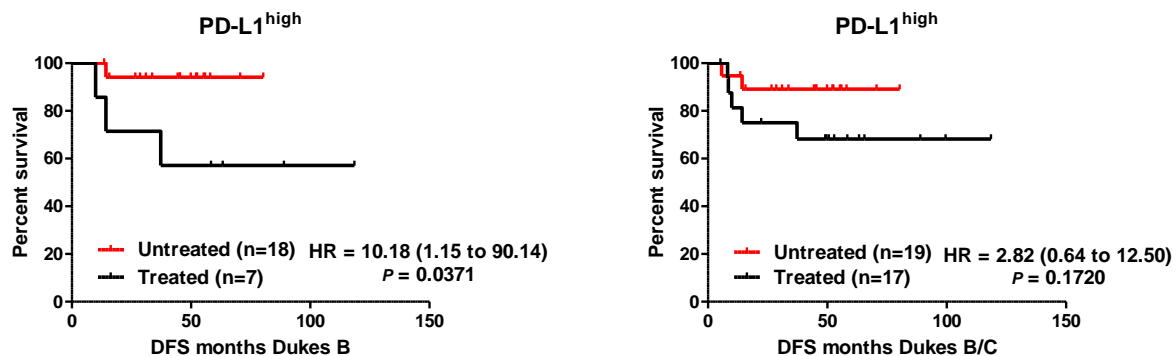 PD-L1high
Percent survival
100
80
60
40
20
0
Untreated (n=18) HR = 10.18 (1.15 to 90.14)
Treated (n=7) P = 0.0371
0 50 100 150
DFS months Dukes B
PD-L1high
Percent survival
100
80
60
40
20
0
Untreated (n=19) HR = 2.82 (0.64 to 12.50)
Treated (n=17) P = 0.1720
0 50 100 150
DFS months Dukes B/C